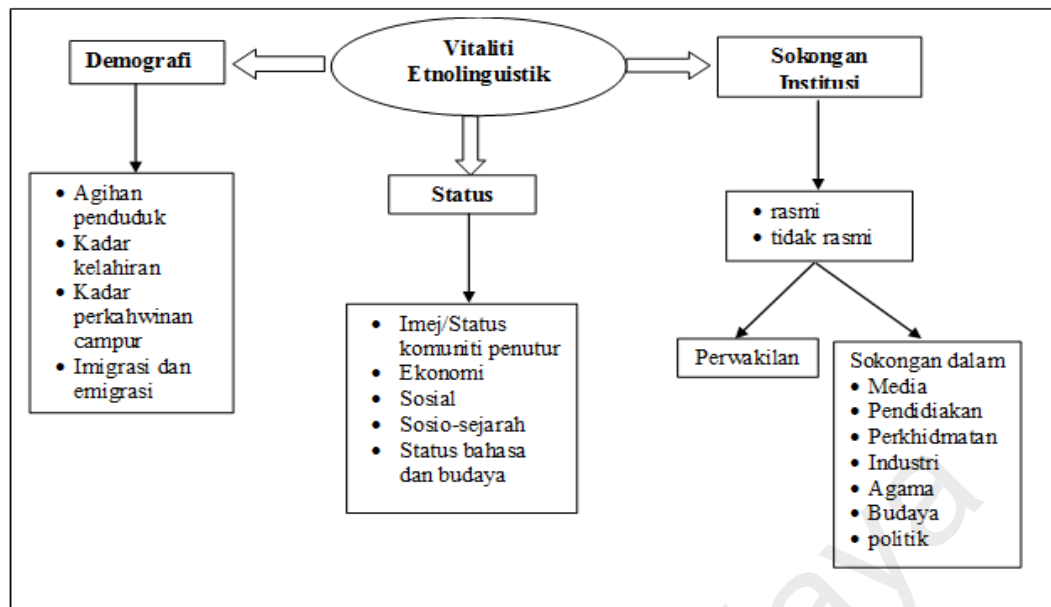 Vitaliti
Etnolinguistik
Demografi
• Agihan
penduduk
• Kadar
kelahiran
• Kadar
perkahwinan
campur
• Imigrasi dan
emigrasi
Status
• Imej/Status
komuniti penutur
• Ekonomi
• Sosial
• Sosio-sejarah
• Status bahasa
dan budaya
Sokongan
Institusi
• rasmi
• tidak rasmi
Perwakilan
Sokongan dalam
• Media
• Pendidiakan
• Perkhidmatan
• Industri
• Agama
• Budaya
• politik
aya